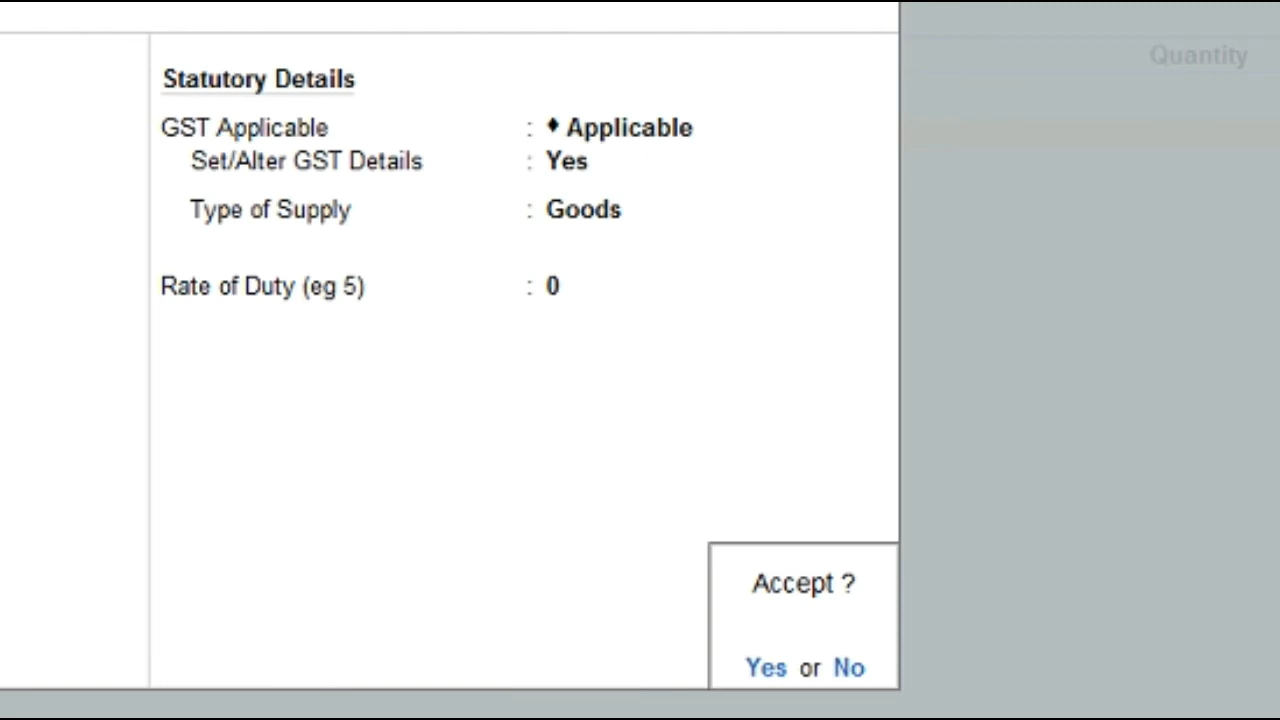 Quantity
Statutory Details
GST Applicable : ♦ Applicable
Set/Alter GST Details : Yes
Type of Supply : Goods
Rate of Duty (eg 5) : 0
Accept ?
Yes or No